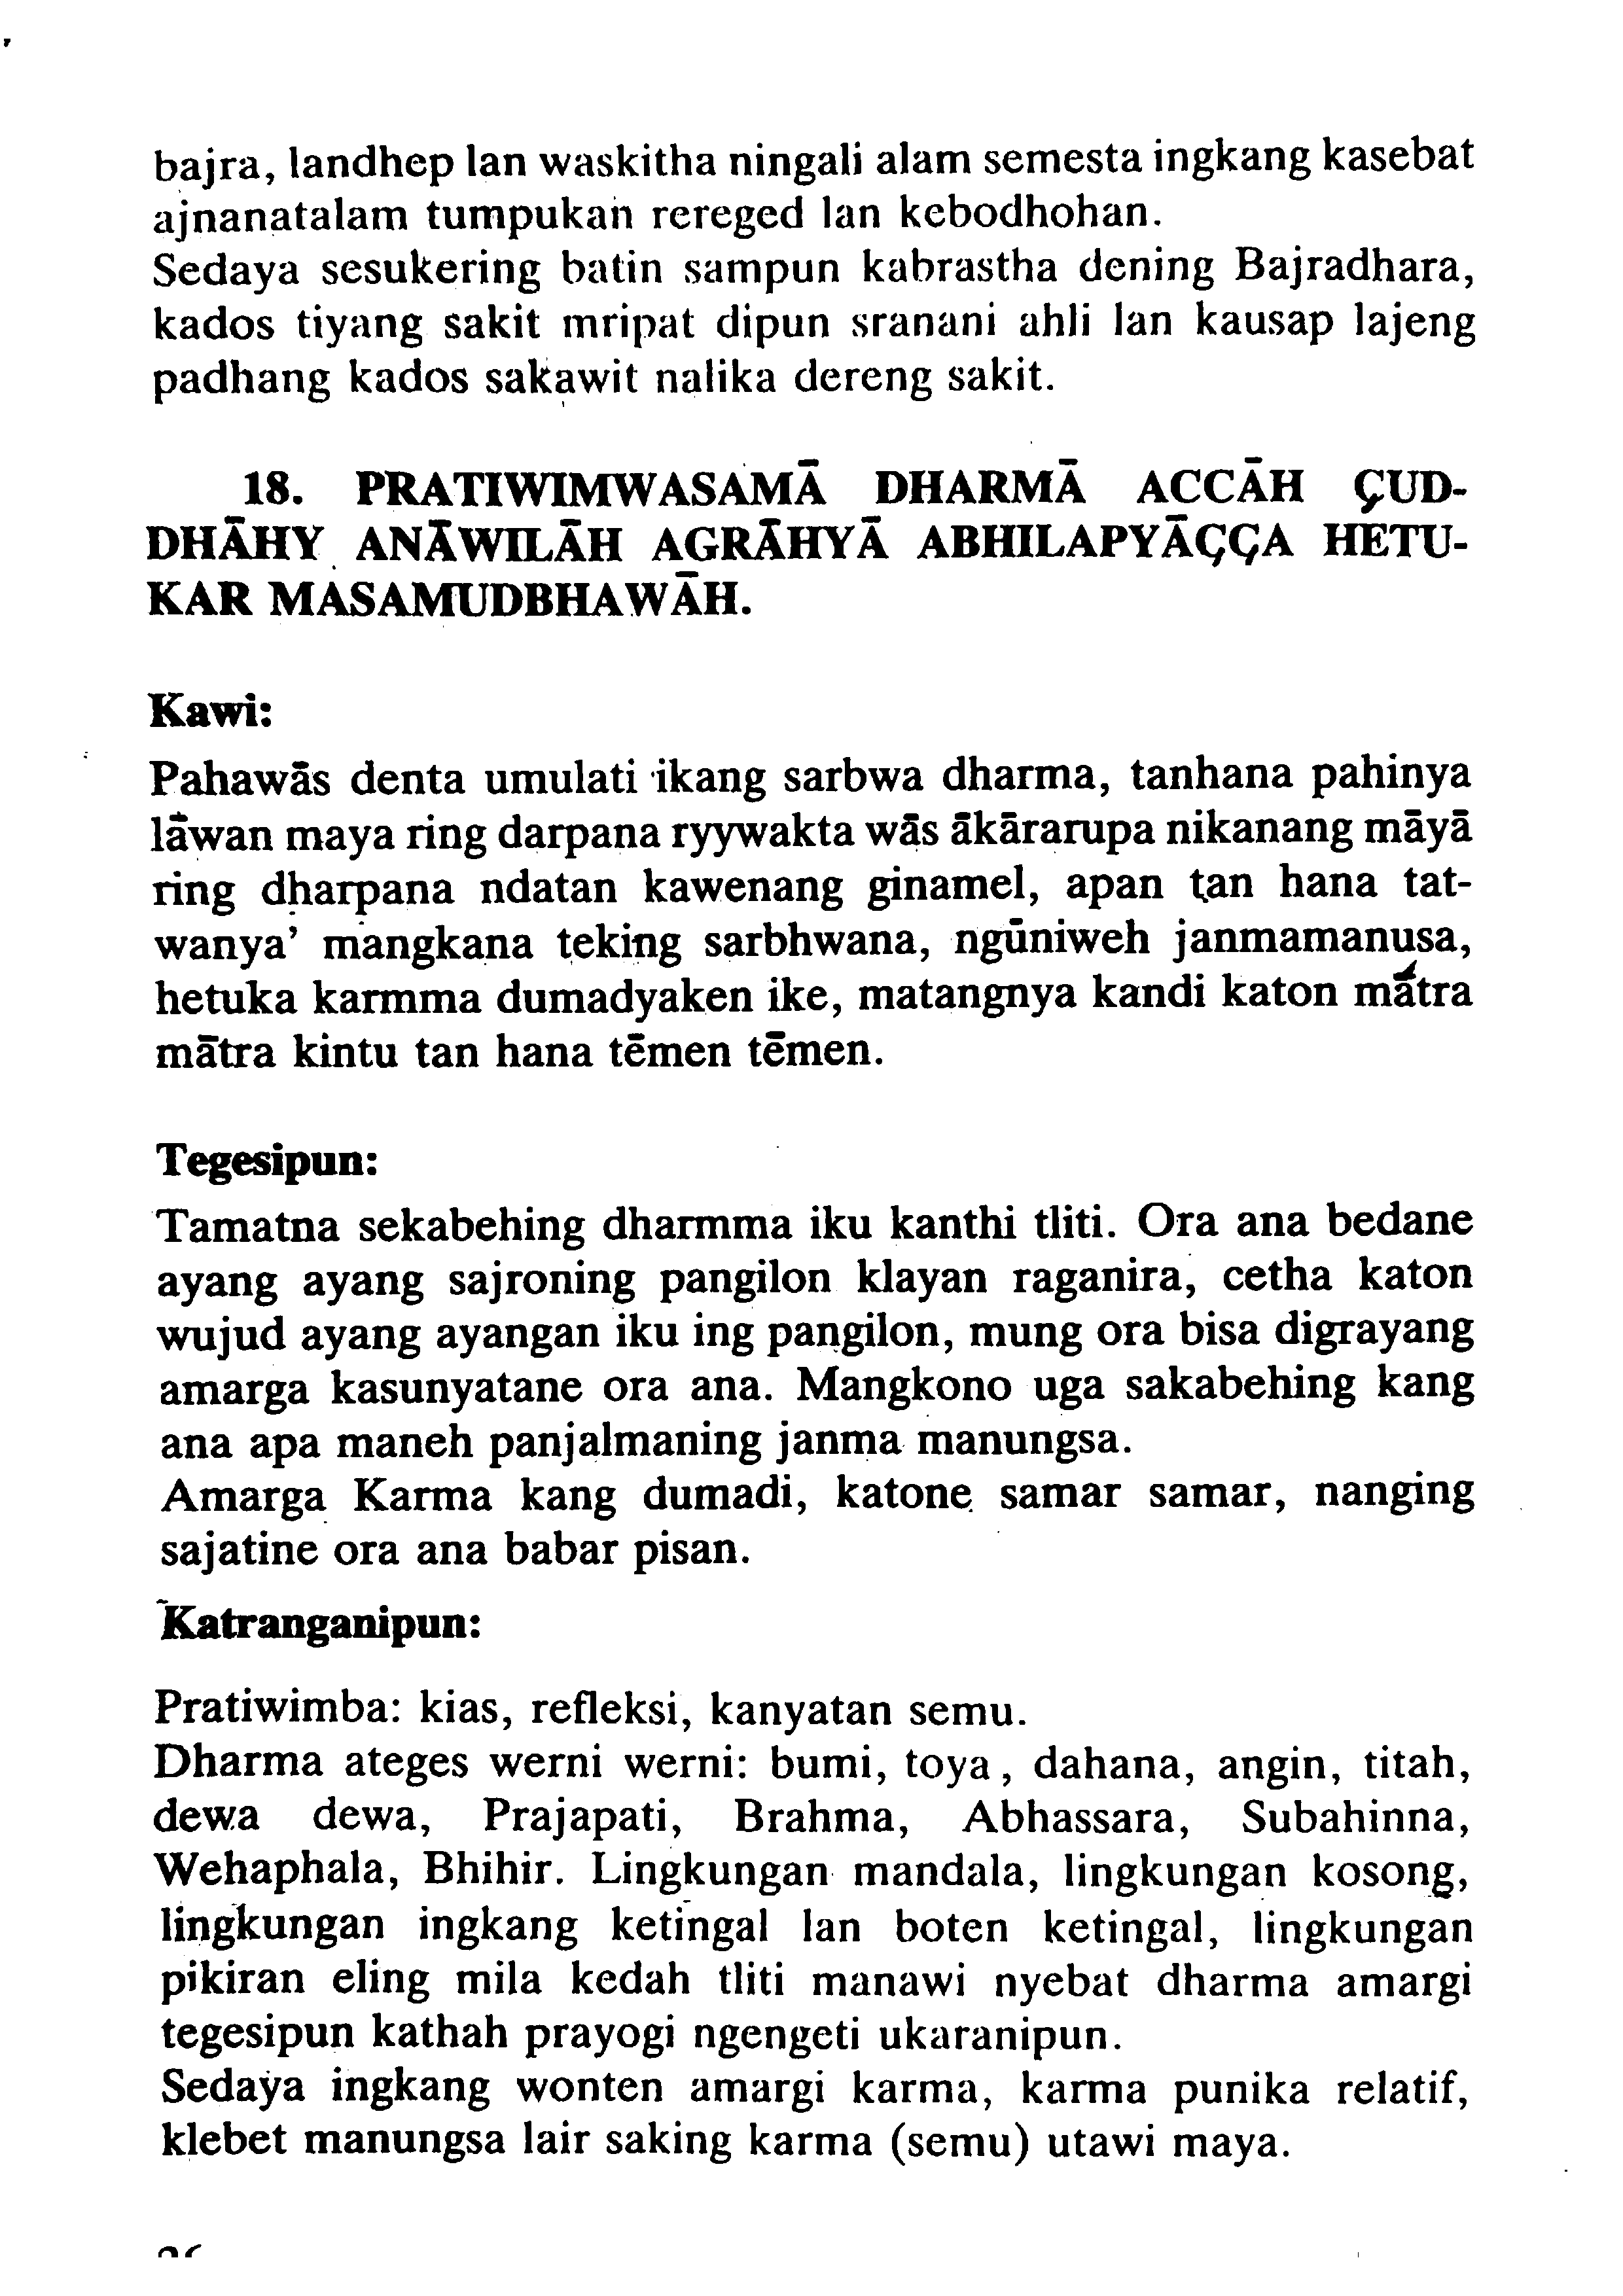 bajra, landhep lan waskitha ningali alam semesta ingkang kasebat
ajnanatalam tumpukan rereged lan kebodhohan.
Sedaya sesukering batin sampun kabrastha dening Bajradhara,
kados tiyang sakit mripat dipun sranani ahli lan kausap lajeng
padhang kados sakawit nalika dereng sakit.
18. PRATIWIMWASAMĀ DHARMĀ ACCĀH ÇUD-
DHĀHY ANĀWILĀH AGRĀHYĀ ABHILAPYĀÇÇA HETU-
KAR MASAMUDBHAWĀH.
Kawi:
Pahawās denta umulati ikang sarbwa dharma, tanhana pahinya
lāwan maya ring darpana ryywakta wās ākārarupa nikanang māyā
ring dharpana ndatan kawenang ginamel, apan tan hana tat-
wanya' mangkana teking sarbhwana, ngūniweh janmamanusa,
hetuka karmma dumadyaken ike, matangnya kandi katon mātra
mātra kintu tan hana tēmen tēmen.
Tegesipun:
Tamatna sekabehing dharmma iku kanthi tliti. Ora ana bedane
ayang ayang sajroning pangilon klayan raganira, cetha katon
wujud ayang ayangan iku ing pangilon, mung ora bisa digrayang
amarga kasunyatane ora ana. Mangkono uga sakabehing kang
ana apa maneh panjalmaning janma manungsa.
Amarga Karma kang dumadi, katone samar samar, nanging
sajatine ora ana babar pisan.
Katranganipun:
Pratiwimba: kias, refleksi, kanyatan semu.
Dharma ateges werni werni: bumi, toya, dahana, angin, titah,
dewa dewa, Prajapati, Brahma, Abhassara, Subahinna,
Wehaphala, Bhihir. Lingkungan mandala, lingkungan kosong,
lingkungan ingkang ketingal lan boten ketingal, lingkungan
pikiran eling mila kedah tliti manawi nyebat dharma amargi
tegesipun kathah prayogi ngengeti ukaranipun.
Sedaya ingkang wonten amargi karma, karma punika relatif,
klebet manungsa lair saking karma (semu) utawi maya.